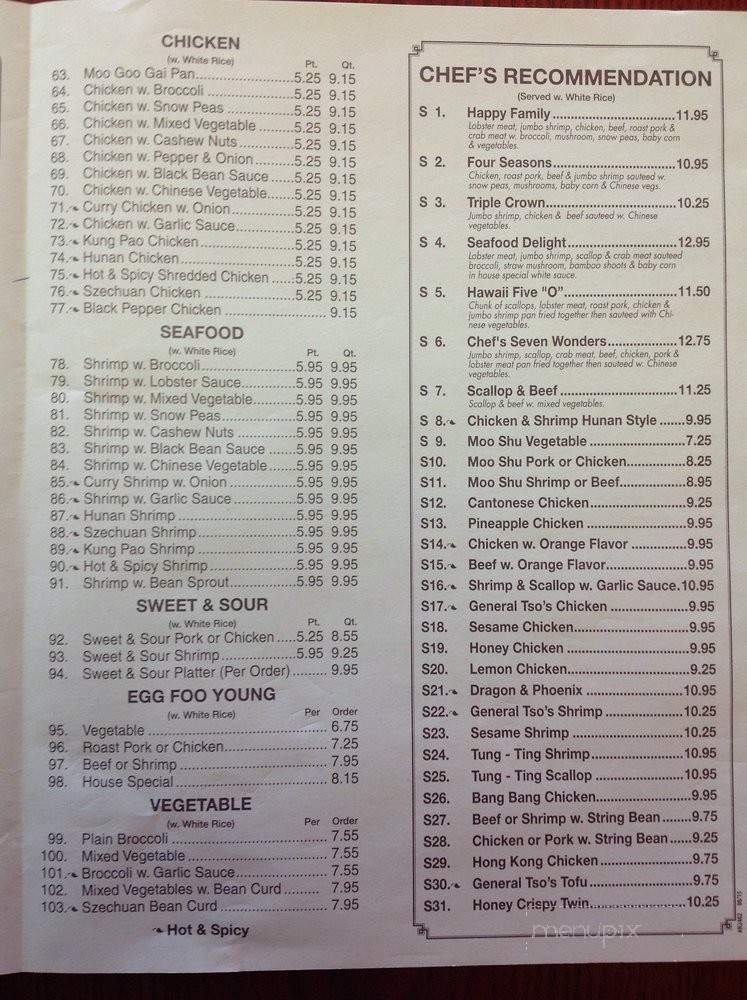 CHICKEN
(w. White Rice)
Pt. Qt.
63. Moo Goo Gai Pan..........................5.25 9.15
64. Chicken w. Broccoli ......................5.25 9.15
65. Chicken w. Snow Peas ..................5.25 9.15
66. Chicken w. Mixed Vegetable .........5.25 9.15
67. Chicken w. Cashew Nuts..............5.25 9.15
68. Chicken w. Pepper & Onion..........5.25 9.15
69. Chicken w. Black Bean Sauce ......5.25 9.15
70. Chicken w. Chinese Vegetable.......5.25 9.15
71. Curry Chicken w. Onion................5.25 9.15
72. Chicken w. Garlic Sauce...............5.25 9.15
73. Kung Pao Chicken........................5.25 9.15
74. Hunan Chicken.............................5.25 9.15
75. Hot & Spicy Shredded Chicken .....5.25 9.15
76. Szechuan Chicken .......................5.25 9.15
77. Black Pepper Chicken ........................... 9.15
SEAFOOD
(w. White Rice)
Pt. Qt.
78. Shrimp w. Broccoli........................5.95 9.95
79. Shrimp w. Lobster Sauce..............5.95 9.95
80. Shrimp w. Mixed Vegetable...........5.95 9.95
81. Shrimp w. Snow Peas...................5.95 9.95
82. Shrimp w. Cashew Nuts ...............5.95 9.95
83. Shrimp w. Black Bean Sauce .......5.95 9.95
84. Shrimp w. Chinese Vegetable.......5.95 9.95
85. Curry Shrimp w. Onion .................5.95 9.95
86. Shrimp w. Garlic Sauce................5.95 9.95
87. Hunan Shrimp ..............................5.95 9.95
88. Szechuan Shrimp.........................5.95 9.95
89. Kung Pao Shrimp .........................5.95 9.95
90. Hot & Spicy Shrimp......................5.95 9.95
91. Shrimp w. Bean Sprout.................5.95 9.95
SWEET & SOUR
(w. White Rice)
Pt. Qt.
92. Sweet & Sour Pork or Chicken .....5.25 8.55
93. Sweet & Sour Shrimp...................5.95 9.25
94. Sweet & Sour Platter (Per Order) ......... 9.95
EGG FOO YOUNG
(w. White Rice)
Per Order
95. Vegetable ............................................ 6.75
96. Roast Pork or Chicken.......................... 7.25
97. Beef or Shrimp .................................... 7.95
98. House Special ..................................... 8.15
VEGETABLE
(w. White Rice)
Per Order
99. Plain Broccoli ...................................... 7.55
100. Mixed Vegetable .................................. 7.55
101. Broccoli w. Garlic Sauce....................... 7.55
102. Mixed Vegetables w. Bean Curd ......... 7.95
103. Szechuan Bean Curd ........................... 7.95
Hot & Spicy
CHEF'S RECOMMENDATION
(Served w. White Rice)
S 1. Happy Family ..............................11.95
Lobster meat, jumbo shrimp, chicken, beef, roast pork &
crab meat w. broccoli, mushroom, snow peas, baby corn
& vegetables.
S 2. Four Seasons..............................10.95
Chicken, roast pork, beef & jumbo shrimp sauteed w.
snow peas, mushrooms, baby corn & Chinese vegs.
S 3. Triple Crown................................10.25
Jumbo shrimp, chicken & beef sauteed w. Chinese
vegetables.
S 4. Seafood Delight...........................12.95
Lobster meat, jumbo shrimp, scallop & crab meat sauteed
broccoli, straw mushroom, bamboo shoots & baby corn
in house special white sauce.
S 5. Hawaii Five "O"............................11.50
Chunk of scallops, lobster meat, roast pork, chicken &
jumbo shrimp pan fried together then sauteed with Chi-
nese vegetables.
S 6. Chef's Seven Wonders.................12.75
Jumbo shrimp, scallop, crab meat, beef, chicken, pork &
lobster meat pan fried together then sauteed w. Chinese
vegetables.
S 7. Scallop & Beef .............................11.25
Scallop & beef w. mixed vegetables.
S 8. Chicken & Shrimp Hunan Style ......9.95
S 9. Moo Shu Vegetable .......................7.25
S10. Moo Shu Pork or Chicken..............8.25
S11. Moo Shu Shrimp or Beef................8.95
S12. Cantonese Chicken.......................9.25
S13. Pineapple Chicken ........................9.95
S14. Chicken w. Orange Flavor .............9.95
S15. Beef w. Orange Flavor...................9.95
S16. Shrimp & Scallop w. Garlic Sauce.10.95
S17. General Tso's Chicken ...................9.95
S18. Sesame Chicken...........................9.95
S19. Honey Chicken .............................9.95
S20. Lemon Chicken.............................9.25
S21. Dragon & Phoenix .......................10.95
S22. General Tso's Shrimp ..................10.25
S23. Sesame Shrimp ..........................10.25
S24. Tung - Ting Shrimp......................10.95
S25. Tung - Ting Scallop .....................10.95
S26. Bang Bang Chicken......................9.95
S27. Beef or Shrimp w. String Bean .......9.75
S28. Chicken or Pork w. String Bean .....9.25
S29. Hong Kong Chicken ......................9.75
S30. General Tso's Tofu ........................9.75
S31. Honey Crispy Twin.......................10.25
menupix